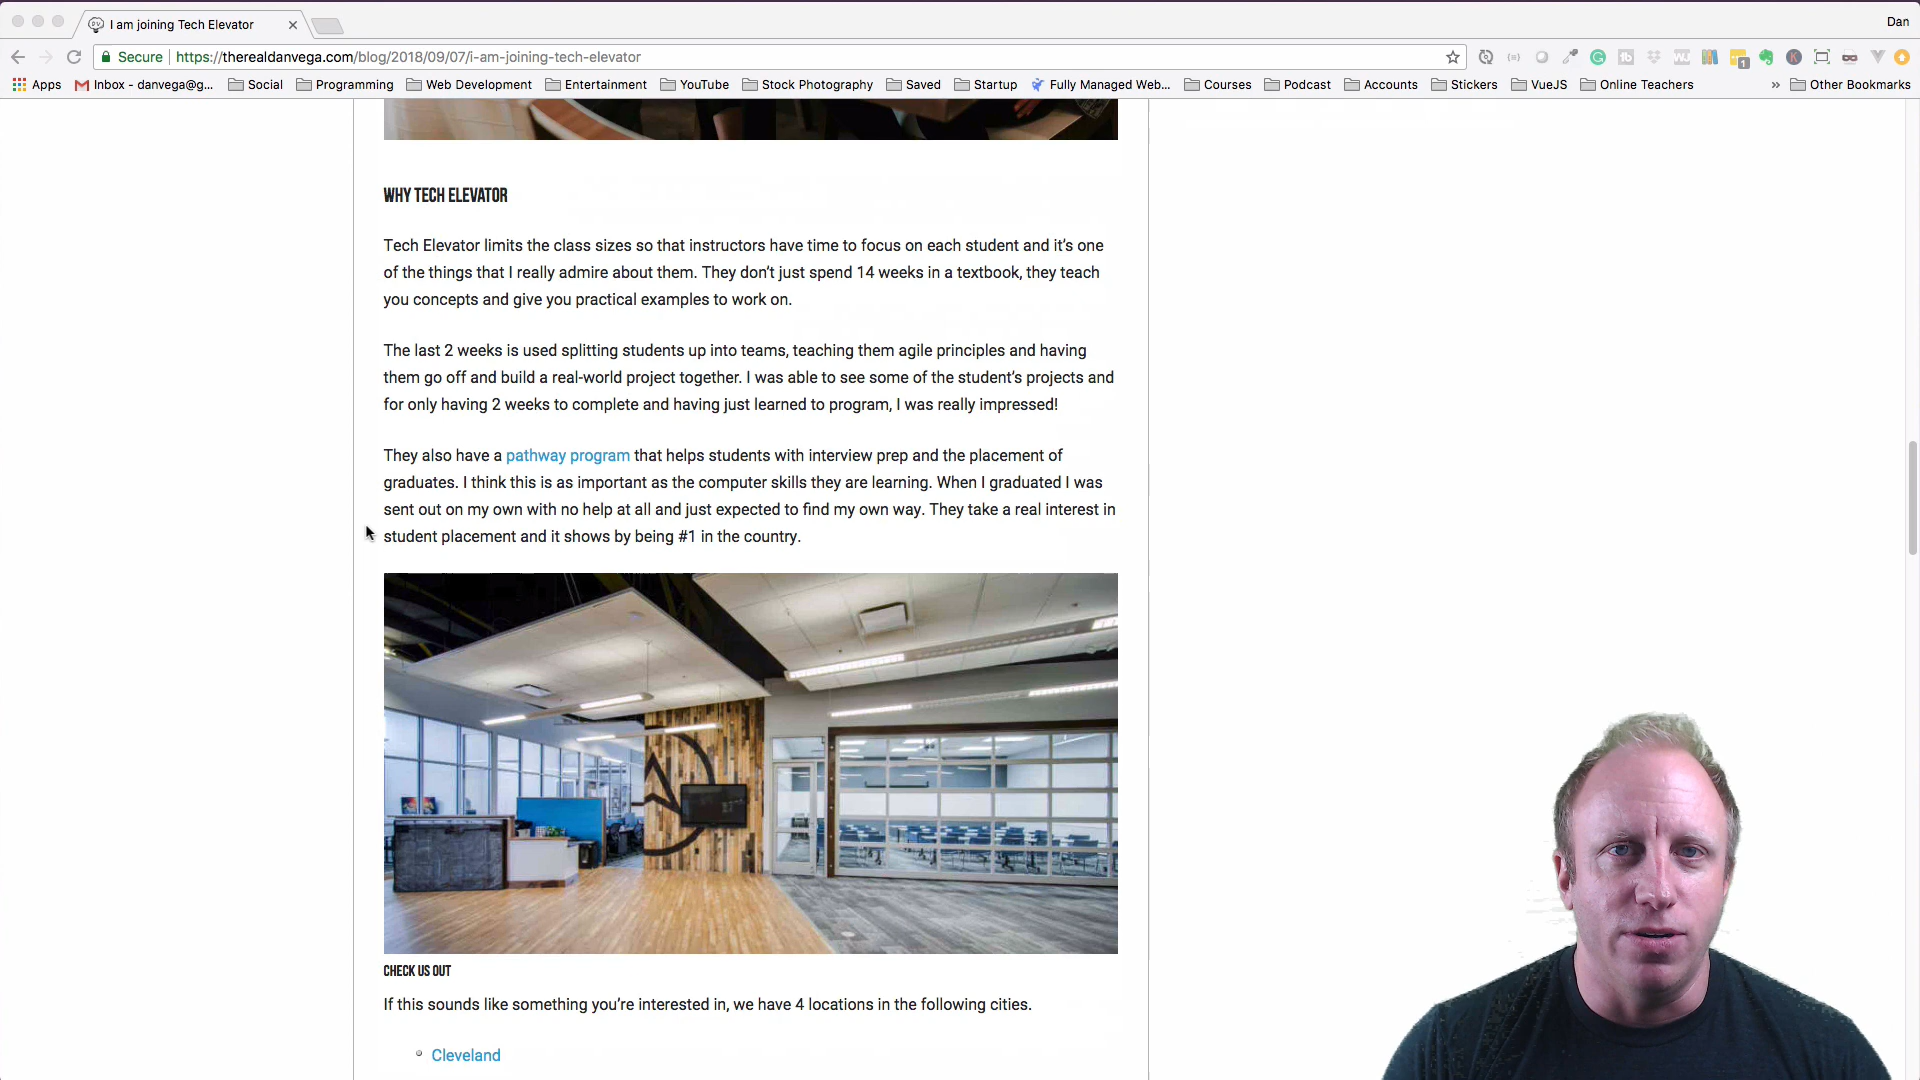 I am joining Tech Elevator
Dan
Secure | https://therealdanvega.com/blog/2018/09/07/i-am-joining-tech-elevator
Apps Inbox - danvega@g... Social Programming Web Development Entertainment YouTube Stock Photography Saved Startup Fully Managed Web... Courses Podcast Accounts Stickers VueJS Online Teachers » Other Bookmarks
WHY TECH ELEVATOR
Tech Elevator limits the class sizes so that instructors have time to focus on each student and it’s one
of the things that I really admire about them. They don’t just spend 14 weeks in a textbook, they teach
you concepts and give you practical examples to work on.
The last 2 weeks is used splitting students up into teams, teaching them agile principles and having
them go off and build a real-world project together. I was able to see some of the student’s projects and
for only having 2 weeks to complete and having just learned to program, I was really impressed!
They also have a pathway program that helps students with interview prep and the placement of
graduates. I think this is as important as the computer skills they are learning. When I graduated I was
sent out on my own with no help at all and just expected to find my own way. They take a real interest in
student placement and it shows by being #1 in the country.
CHECK US OUT
If this sounds like something you’re interested in, we have 4 locations in the following cities.
Cleveland